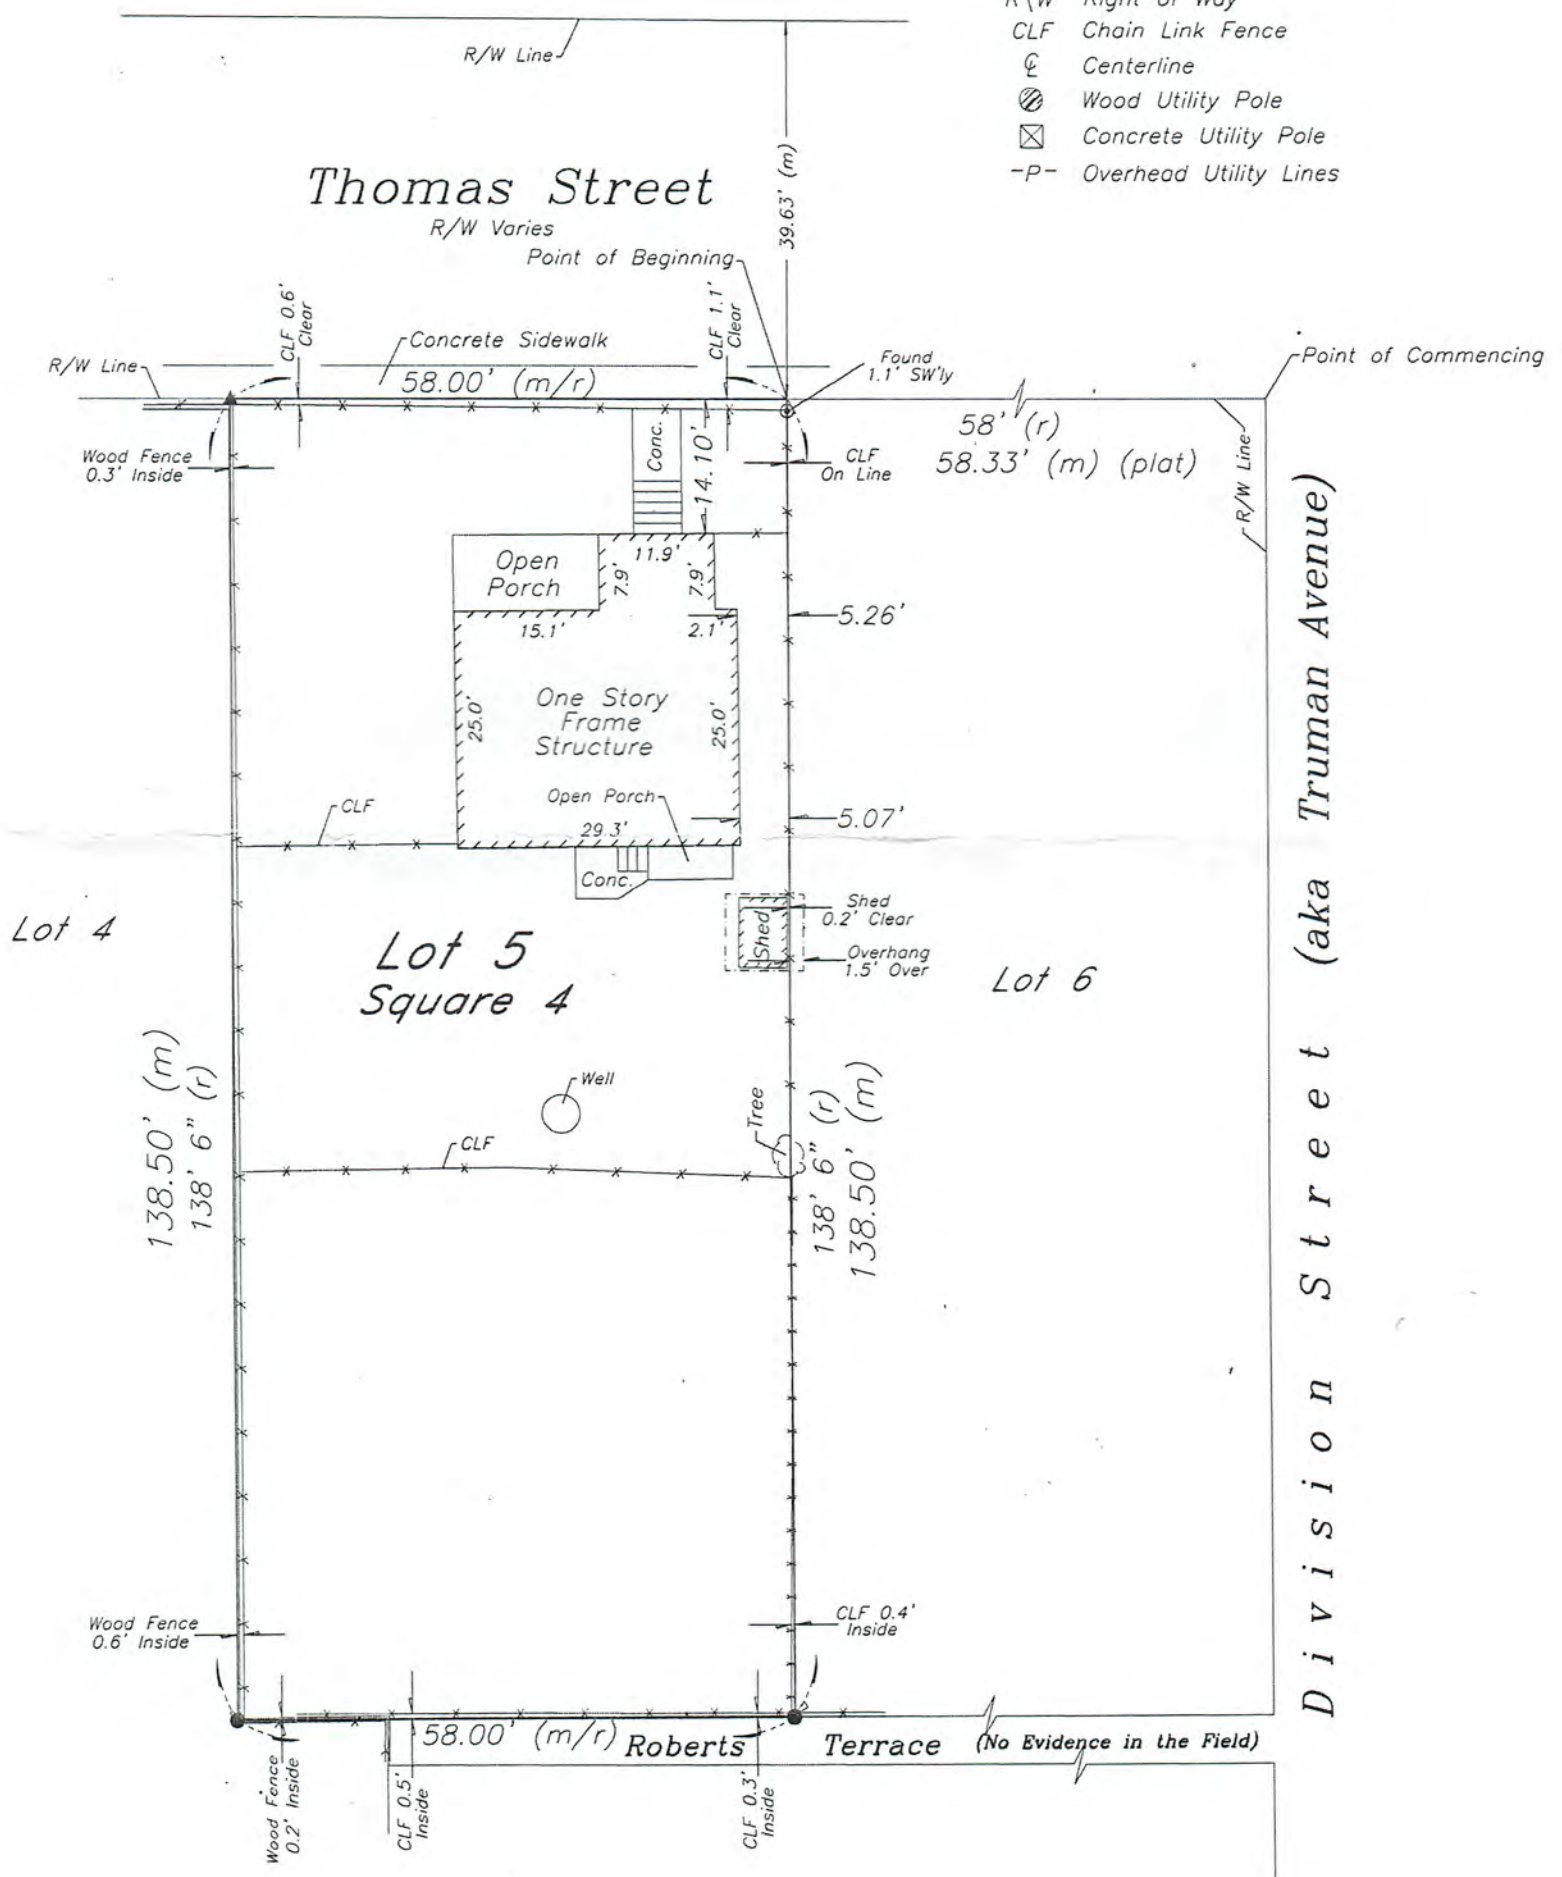 R\W Right of Way
CLF Chain Link Fence
℄ Centerline
Wood Utility Pole
Concrete Utility Pole
-P- Overhead Utility Lines
R/W Line
39.63' (m)
Thomas Street
R/W Varies
Point of Beginning
CLF 0.6'
Clear
CLF 1.1'
Clear
Concrete Sidewalk
R/W Line
58.00' (m/r)
Found
1.1' SW'ly
Point of Commencing
58' (r)
58.33' (m) (plat)
R/W Line
Wood Fence
0.3' Inside
Conc.
14.10'
CLF
On Line
Open
Porch
11.9'
7.9'
7.9'
15.1'
2.1'
5.26'
One Story
Frame
Structure
25.0'
25.0'
Open Porch
29.3'
5.07'
CLF
Conc.
Shed
Shed
0.2' Clear
Overhang
1.5' Over
Lot 4
Lot 5
Square 4
Lot 6
Division Street (aka Truman Avenue)
138.50' (m)
138' 6" (r)
Well
Tree
138' 6" (r)
138.50' (m)
CLF
Wood Fence
0.6' Inside
CLF 0.4'
Inside
58.00' (m/r)
Roberts Terrace (No Evidence in the Field)
Wood Fence
0.2' Inside
CLF 0.5'
Inside
CLF 0.3'
Inside